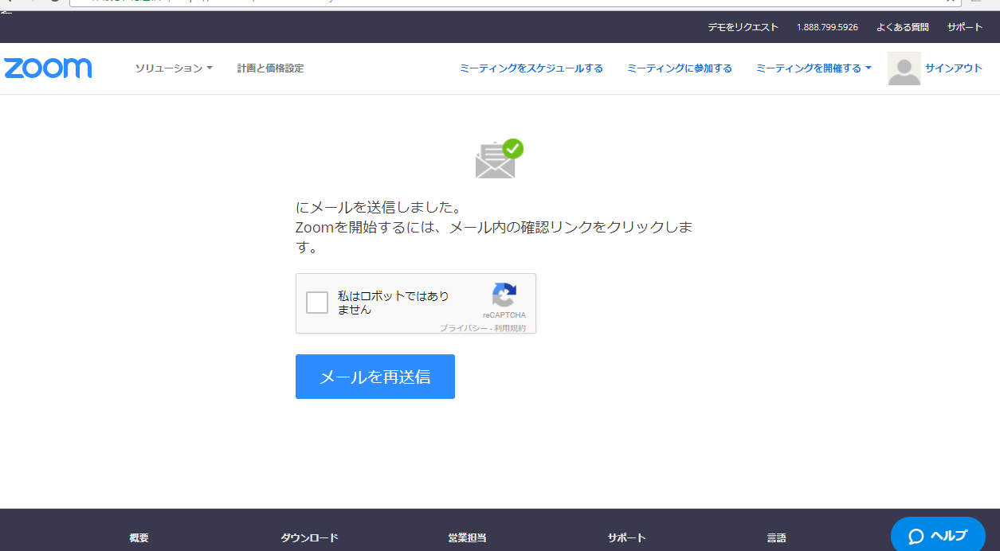 デモをリクエスト 1.888.799.5926 よくある質問 サポート
zoom ソリューション 計画と価格設定 ミーティングをスケジュールする ミーティングに参加する ミーティングを開催する サインアウト
にメールを送信しました。
Zoomを開始するには、メール内の確認リンクをクリックしま
す。
私はロボットではあり
ません
reCAPTCHA
プライバシー - 利用規約
メールを再送信
概要 ダウンロード 営業担当 サポート 言語
ヘルプ